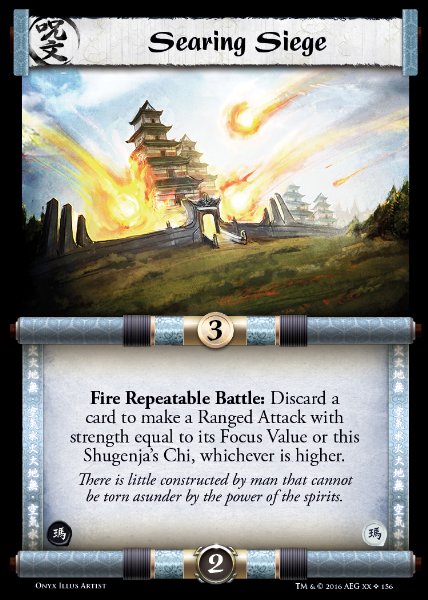 呪文
Searing Siege
3
Fire Repeatable Battle: Discard a
card to make a Ranged Attack with
strength equal to its Focus Value or this
Shugenja's Chi, whichever is higher.
There is little constructed by man that cannot
be torn asunder by the power of the spirits.
瑪
瑪
2
Onyx Illus Artist
TM & © 2016 AEG XX ❖ 156